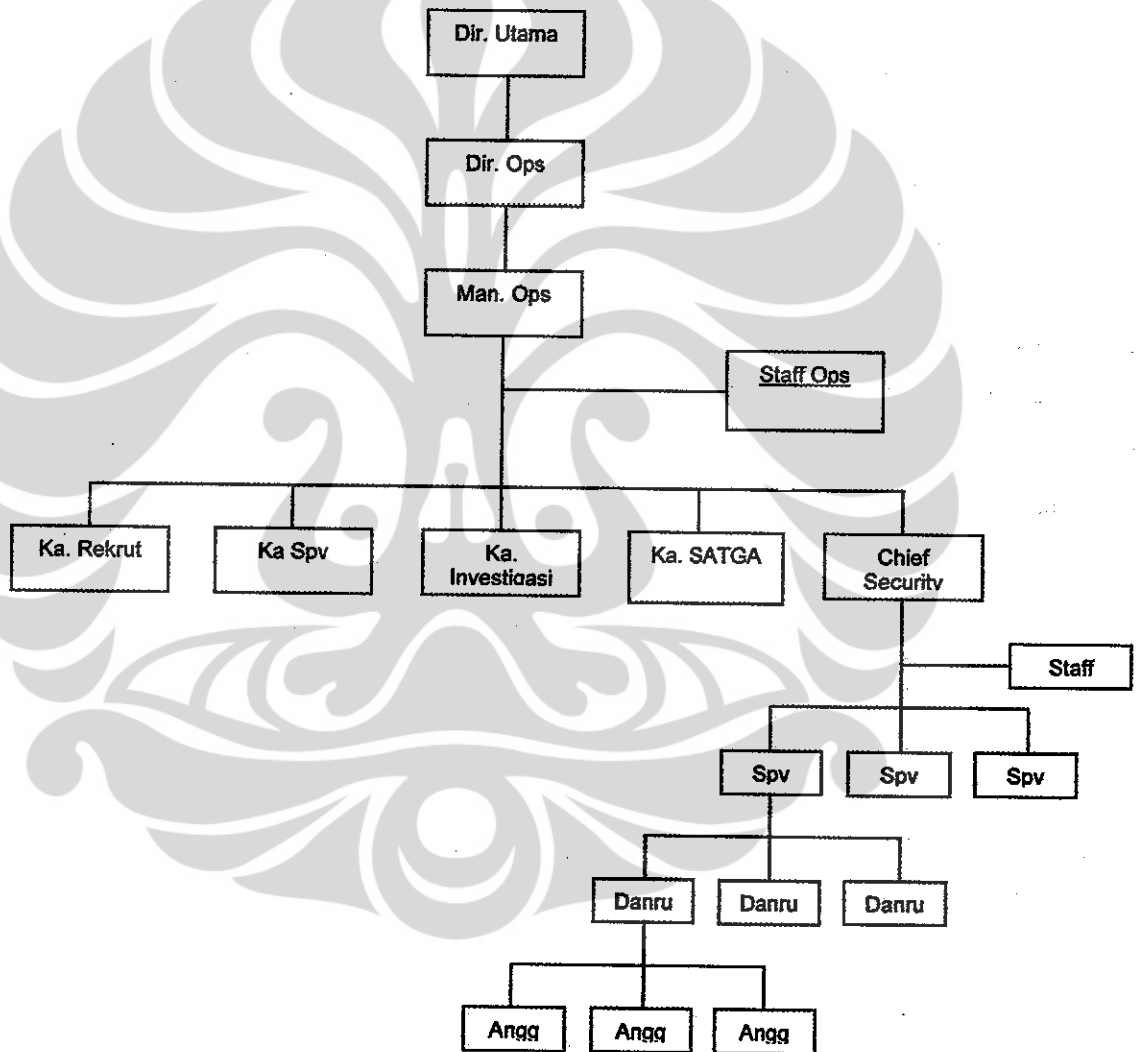 Dir. Utama
Dir. Ops
Man. Ops
Staff Ops
Ka. Rekrut
Ka Spv
Ka.
Investigasi
Ka. SATGA
Chief
Security
Staff
Spv
Spv
Spv
Danru
Danru
Danru
Angg
Angg
Angg